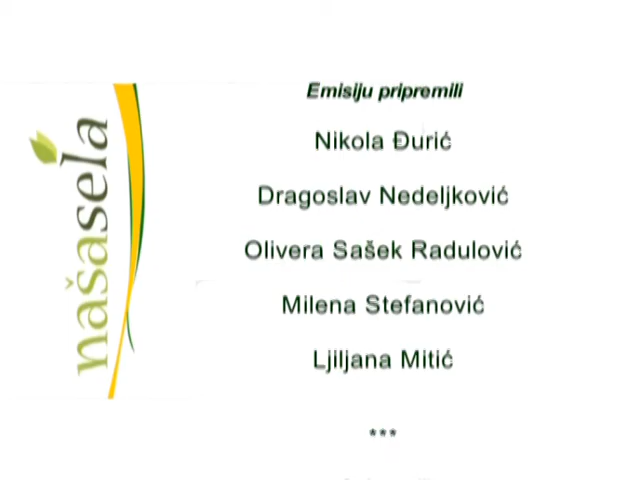 našasela
Emisiju pripremili
Nikola Đurić
Dragoslav Nedeljković
Olivera Sašek Radulović
Milena Stefanović
Ljiljana Mitić
***